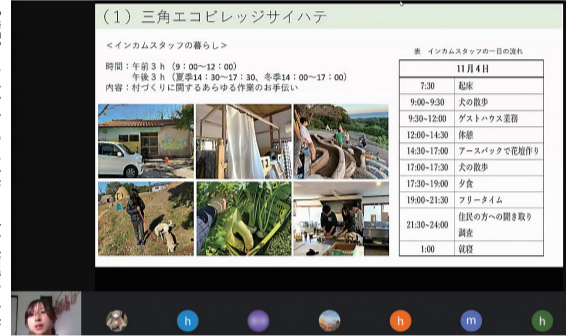 （1）三角エコビレッジサイハテ
＜インカムスタッフの暮らし＞
時間：午前３ｈ（9：00～12：00）
午後３ｈ（夏季14：30～17：30、冬季14：00～17：00）
内容：村づくりに関するあらゆる作業のお手伝い
表　インカムスタッフの一日の流れ
11月4日
7:30 起床
9:00~9:30 犬の散歩
9:30~12:00 ゲストハウス業務
12:00~14:30 休憩
14:30~17:00 アースバックで花壇作り
17:00~17:30 犬の散歩
17:30~19:00 夕食
19:00~21:30 フリータイム
21:30~24:00 住民の方への聞き取り
調査
1:00 就寝
h
h
m
h